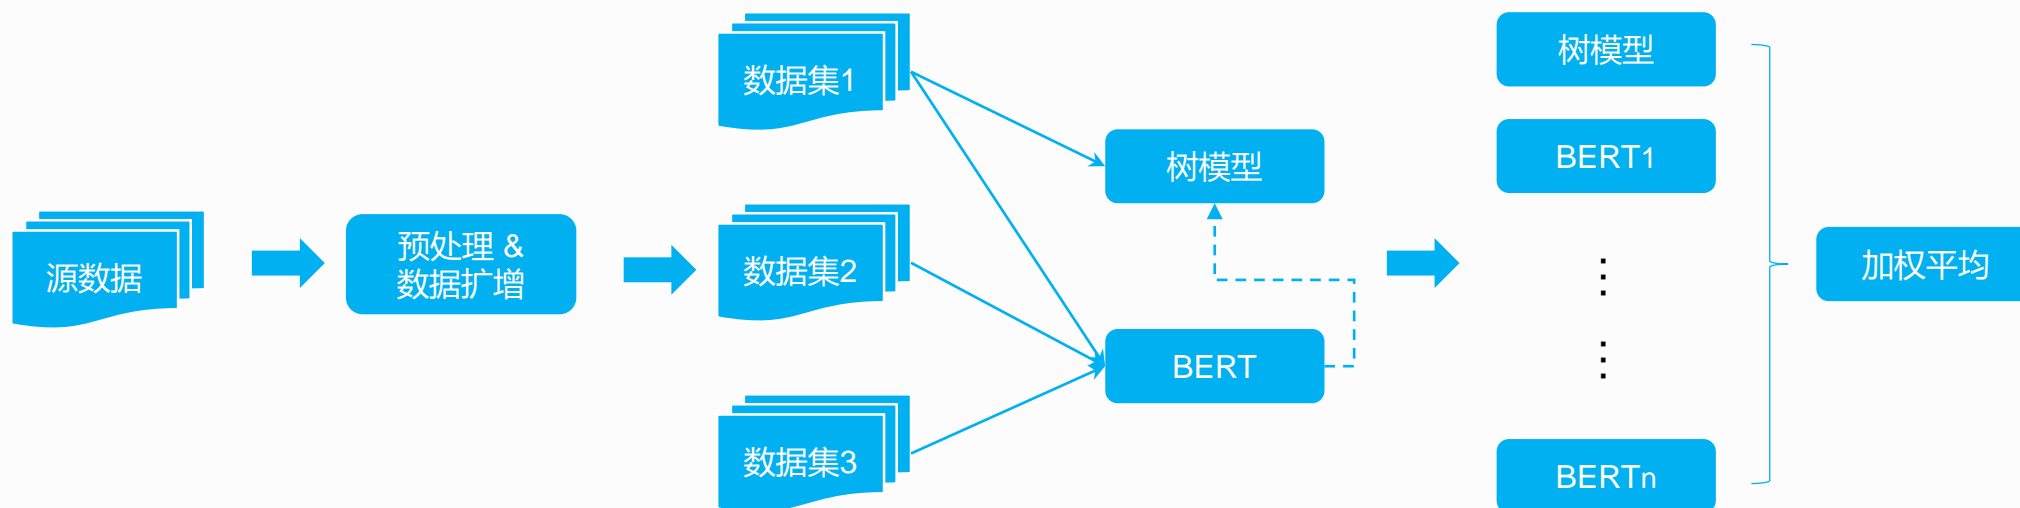 源数据
预处理 &
数据扩增
数据集1
数据集2
数据集3
树模型
BERT
树模型
BERT1
BERTn
加权平均